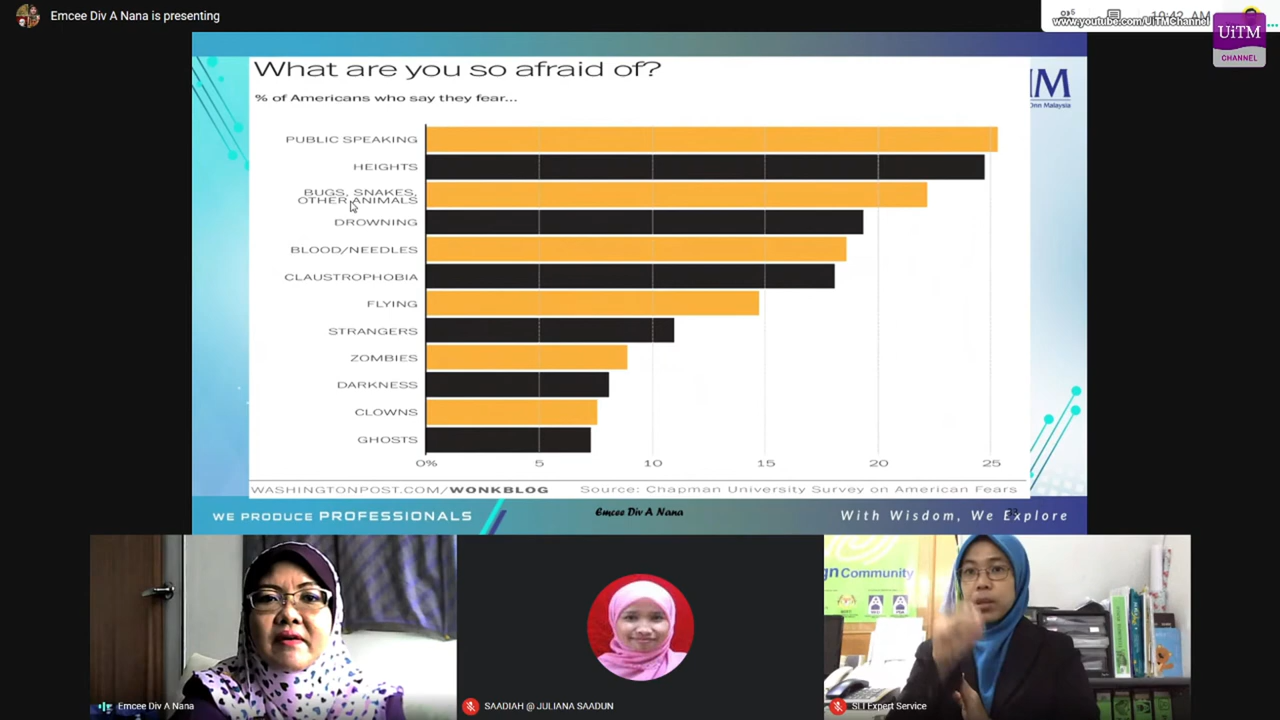 Emcee Div A Nana is presenting
10:42 AM
www.youtube.com/UiTMChannel
UiTM
CHANNEL
What are you so afraid of?
% of Americans who say they fear...
PUBLIC SPEAKING
HEIGHTS
BUGS, SNAKES,
OTHER ANIMALS
DROWNING
BLOOD/NEEDLES
CLAUSTROPHOBIA
FLYING
STRANGERS
ZOMBIES
DARKNESS
CLOWNS
GHOSTS
0% 5 10 15 20 25
WASHINGTONPOST.COM/WONKBLOG Source: Chapman University Survey on American Fears
WE PRODUCE PROFESSIONALS Emcee Div A Nana With Wisdom, We Explore
gn Community
Emcee Div A Nana
SAADIAH @ JULIANA SAADUN
SLI Expert Service